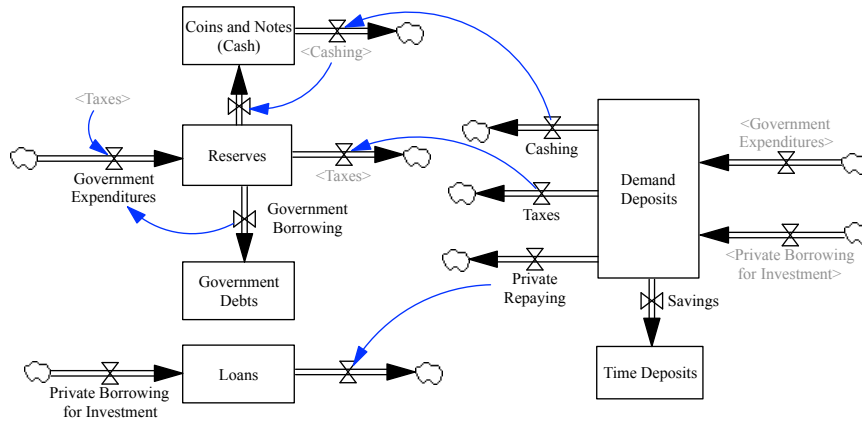 Coins and Notes
(Cash)
<Cashing>
<Taxes>
Reserves
Government
Expenditures
<Taxes>
Government
Borrowing
Government
Debts
Cashing
Taxes
Private
Repaying
Demand
Deposits
<Government
Expenditures>
<Private Borrowing
for Investment>
Savings
Time Deposits
Loans
Private Borrowing
for Investment